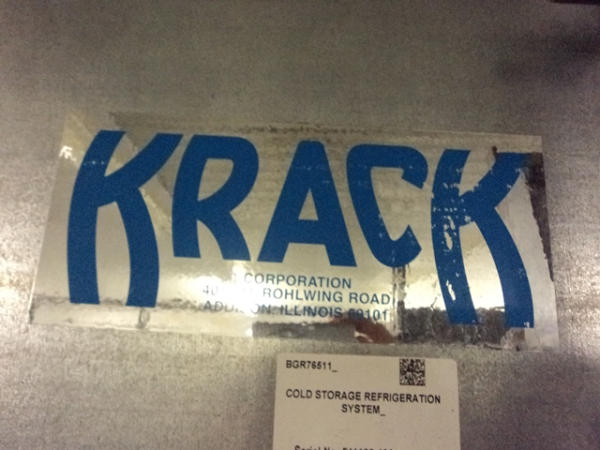 KRACK
CORPORATION
ROHLWING ROAD
ILLINOIS
BGR76511_
COLD STORAGE REFRIGERATION
SYSTEM_